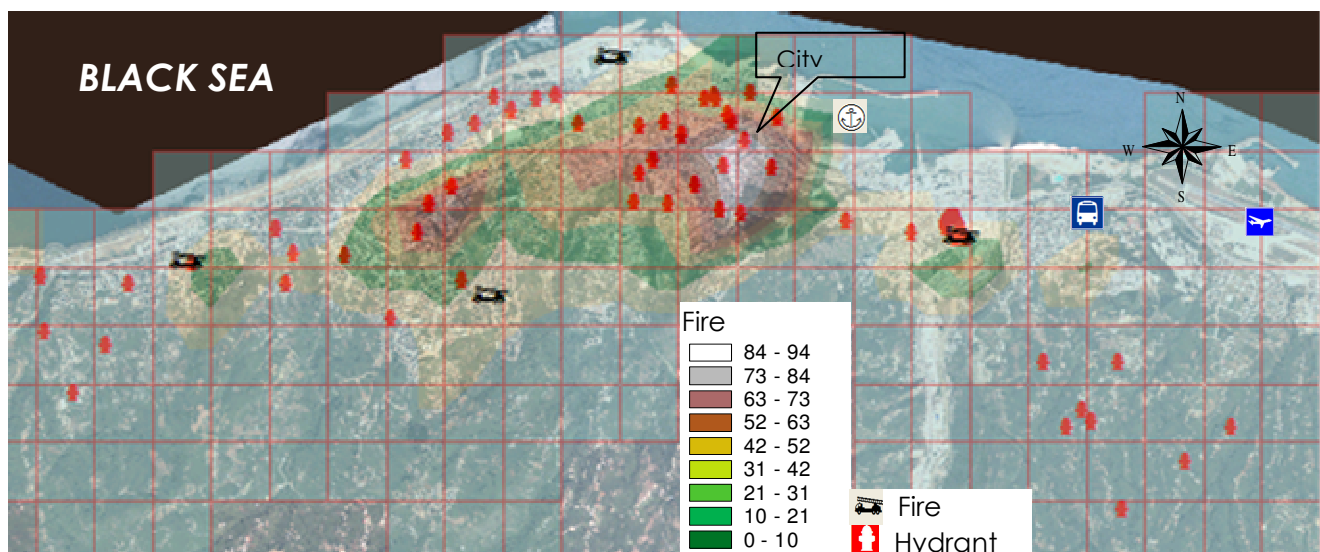 BLACK SEA
City
N
W E
S
Fire
84 - 94
73 - 84
63 - 73
52 - 63
42 - 52
31 - 42
21 - 31
10 - 21
0 - 10
Fire
Hydrant